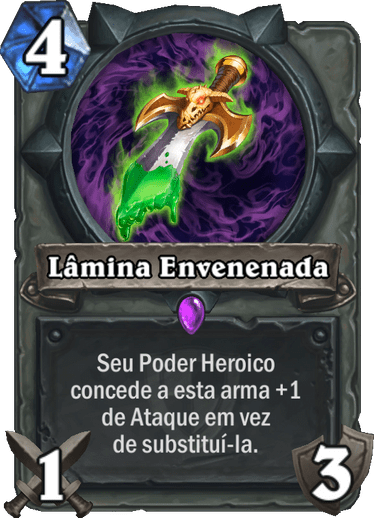 4
Lâmina Envenenada
Seu Poder Heroico
concede a esta arma +1
de Ataque em vez
de substituí-la.
1
3